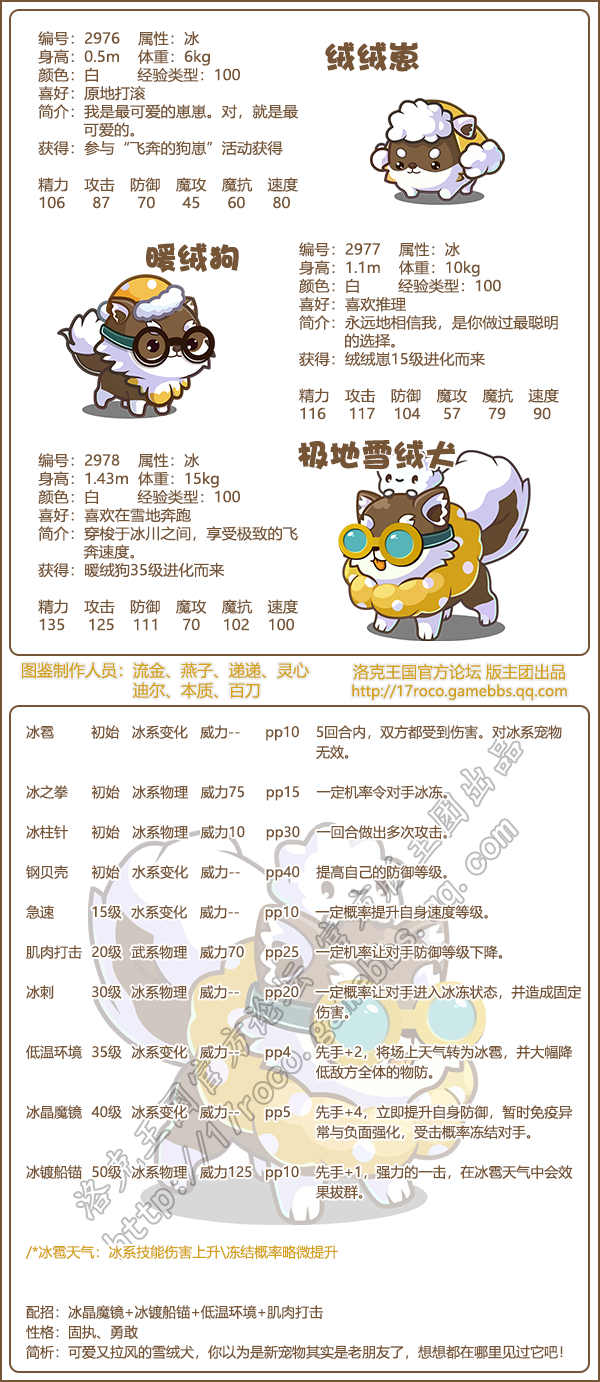 绒绒崽
编号：2976 属性：冰
身高：0.5m 体重：6kg
颜色：白 经验类型：100
喜好：原地打滚
简介：我是最可爱的崽崽。对，就是最
可爱的。
获得：参与“飞奔的狗崽”活动获得
精力 攻击 防御 魔攻 魔抗 速度
106 87 70 45 60 80
暖绒狗
编号：2977 属性：冰
身高：1.1m 体重：10kg
颜色：白 经验类型：100
喜好：喜欢推理
简介：永远地相信我，是你做过最聪明
的选择。
获得：绒绒崽15级进化而来
精力 攻击 防御 魔攻 魔抗 速度
116 117 104 57 79 90
极地雪绒犬
编号：2978 属性：冰
身高：1.43m 体重：15kg
颜色：白 经验类型：100
喜好：喜欢在雪地奔跑
简介：穿梭于冰川之间，享受极致的飞
奔速度。
获得：暖绒狗35级进化而来
精力 攻击 防御 魔攻 魔抗 速度
135 125 111 70 102 100
图鉴制作人员：流金、燕子、递递、灵心
迪尔、本质、百刀
洛克王国官方论坛 版主团出品
http://17roco.gamebbs.qq.com
冰雹 初始 冰系变化 威力-- pp10 5回合内，双方都受到伤害。对冰系宠物
无效。
冰之拳 初始 冰系物理 威力75 pp15 一定机率令对手冰冻。
冰柱针 初始 冰系物理 威力10 pp30 一回合做出多次攻击。
钢贝壳 初始 水系变化 威力-- pp40 提高自己的防御等级。
急速 15级 水系变化 威力-- pp10 一定概率提升自身速度等级。
肌肉打击 20级 武系物理 威力70 pp25 一定机率让对手防御等级下降。
冰刺 30级 冰系物理 威力-- pp20 一定概率让对手进入冰冻状态，并造成固定
伤害。
低温环境 35级 冰系变化 威力-- pp4 先手+2，将场上天气转为冰雹，并大幅降
低敌方全体的物防。
冰晶魔镜 40级 冰系变化 威力-- pp5 先手+4，立即提升自身防御，暂时免疫异
常与负面强化，受击概率冻结对手。
冰镀船锚 50级 冰系物理 威力125 pp10 先手+1，强力的一击，在冰雹天气中会效
果拔群。
洛克王国官方论坛 版主团出品
http://17roco.gamebbs.qq.com
/*冰雹天气：冰系技能伤害上升\冻结概率略微提升
配招：冰晶魔镜+冰镀船锚+低温环境+肌肉打击
性格：固执、勇敢
简析：可爱又拉风的雪绒犬，你以为是新宠物其实是老朋友了，想想都在哪里见过它吧！